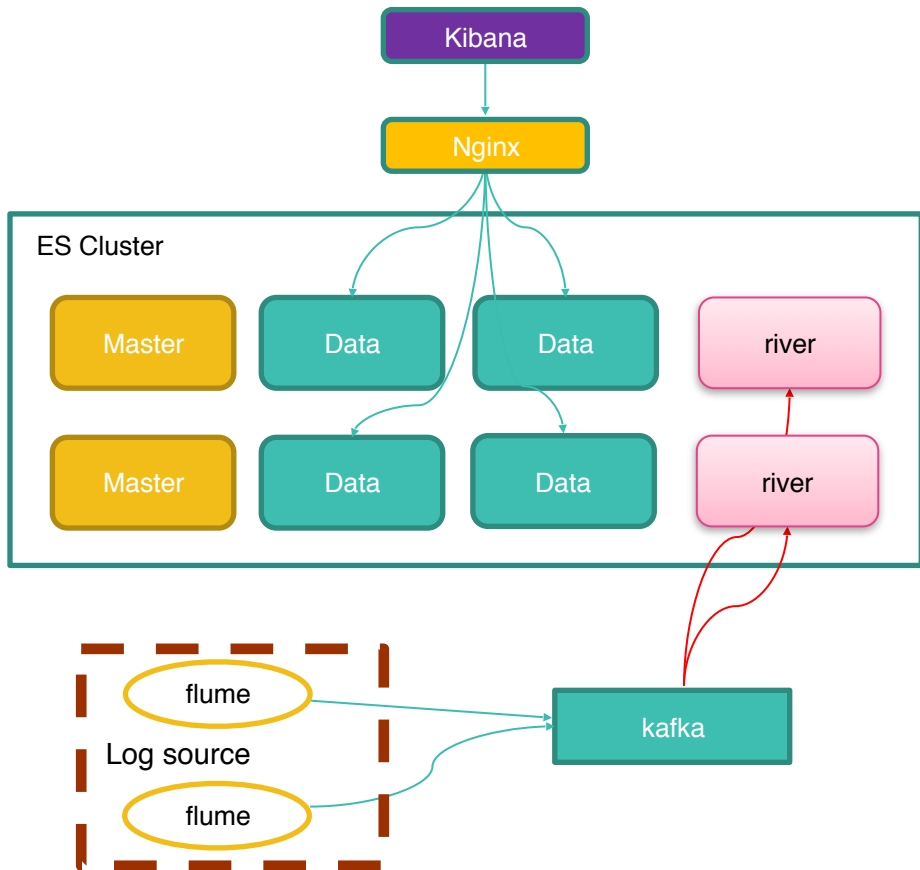 Kibana
Nginx
ES Cluster
Master
Data
Data
river
Master
Data
Data
river
flume
Log source
flume
kafka